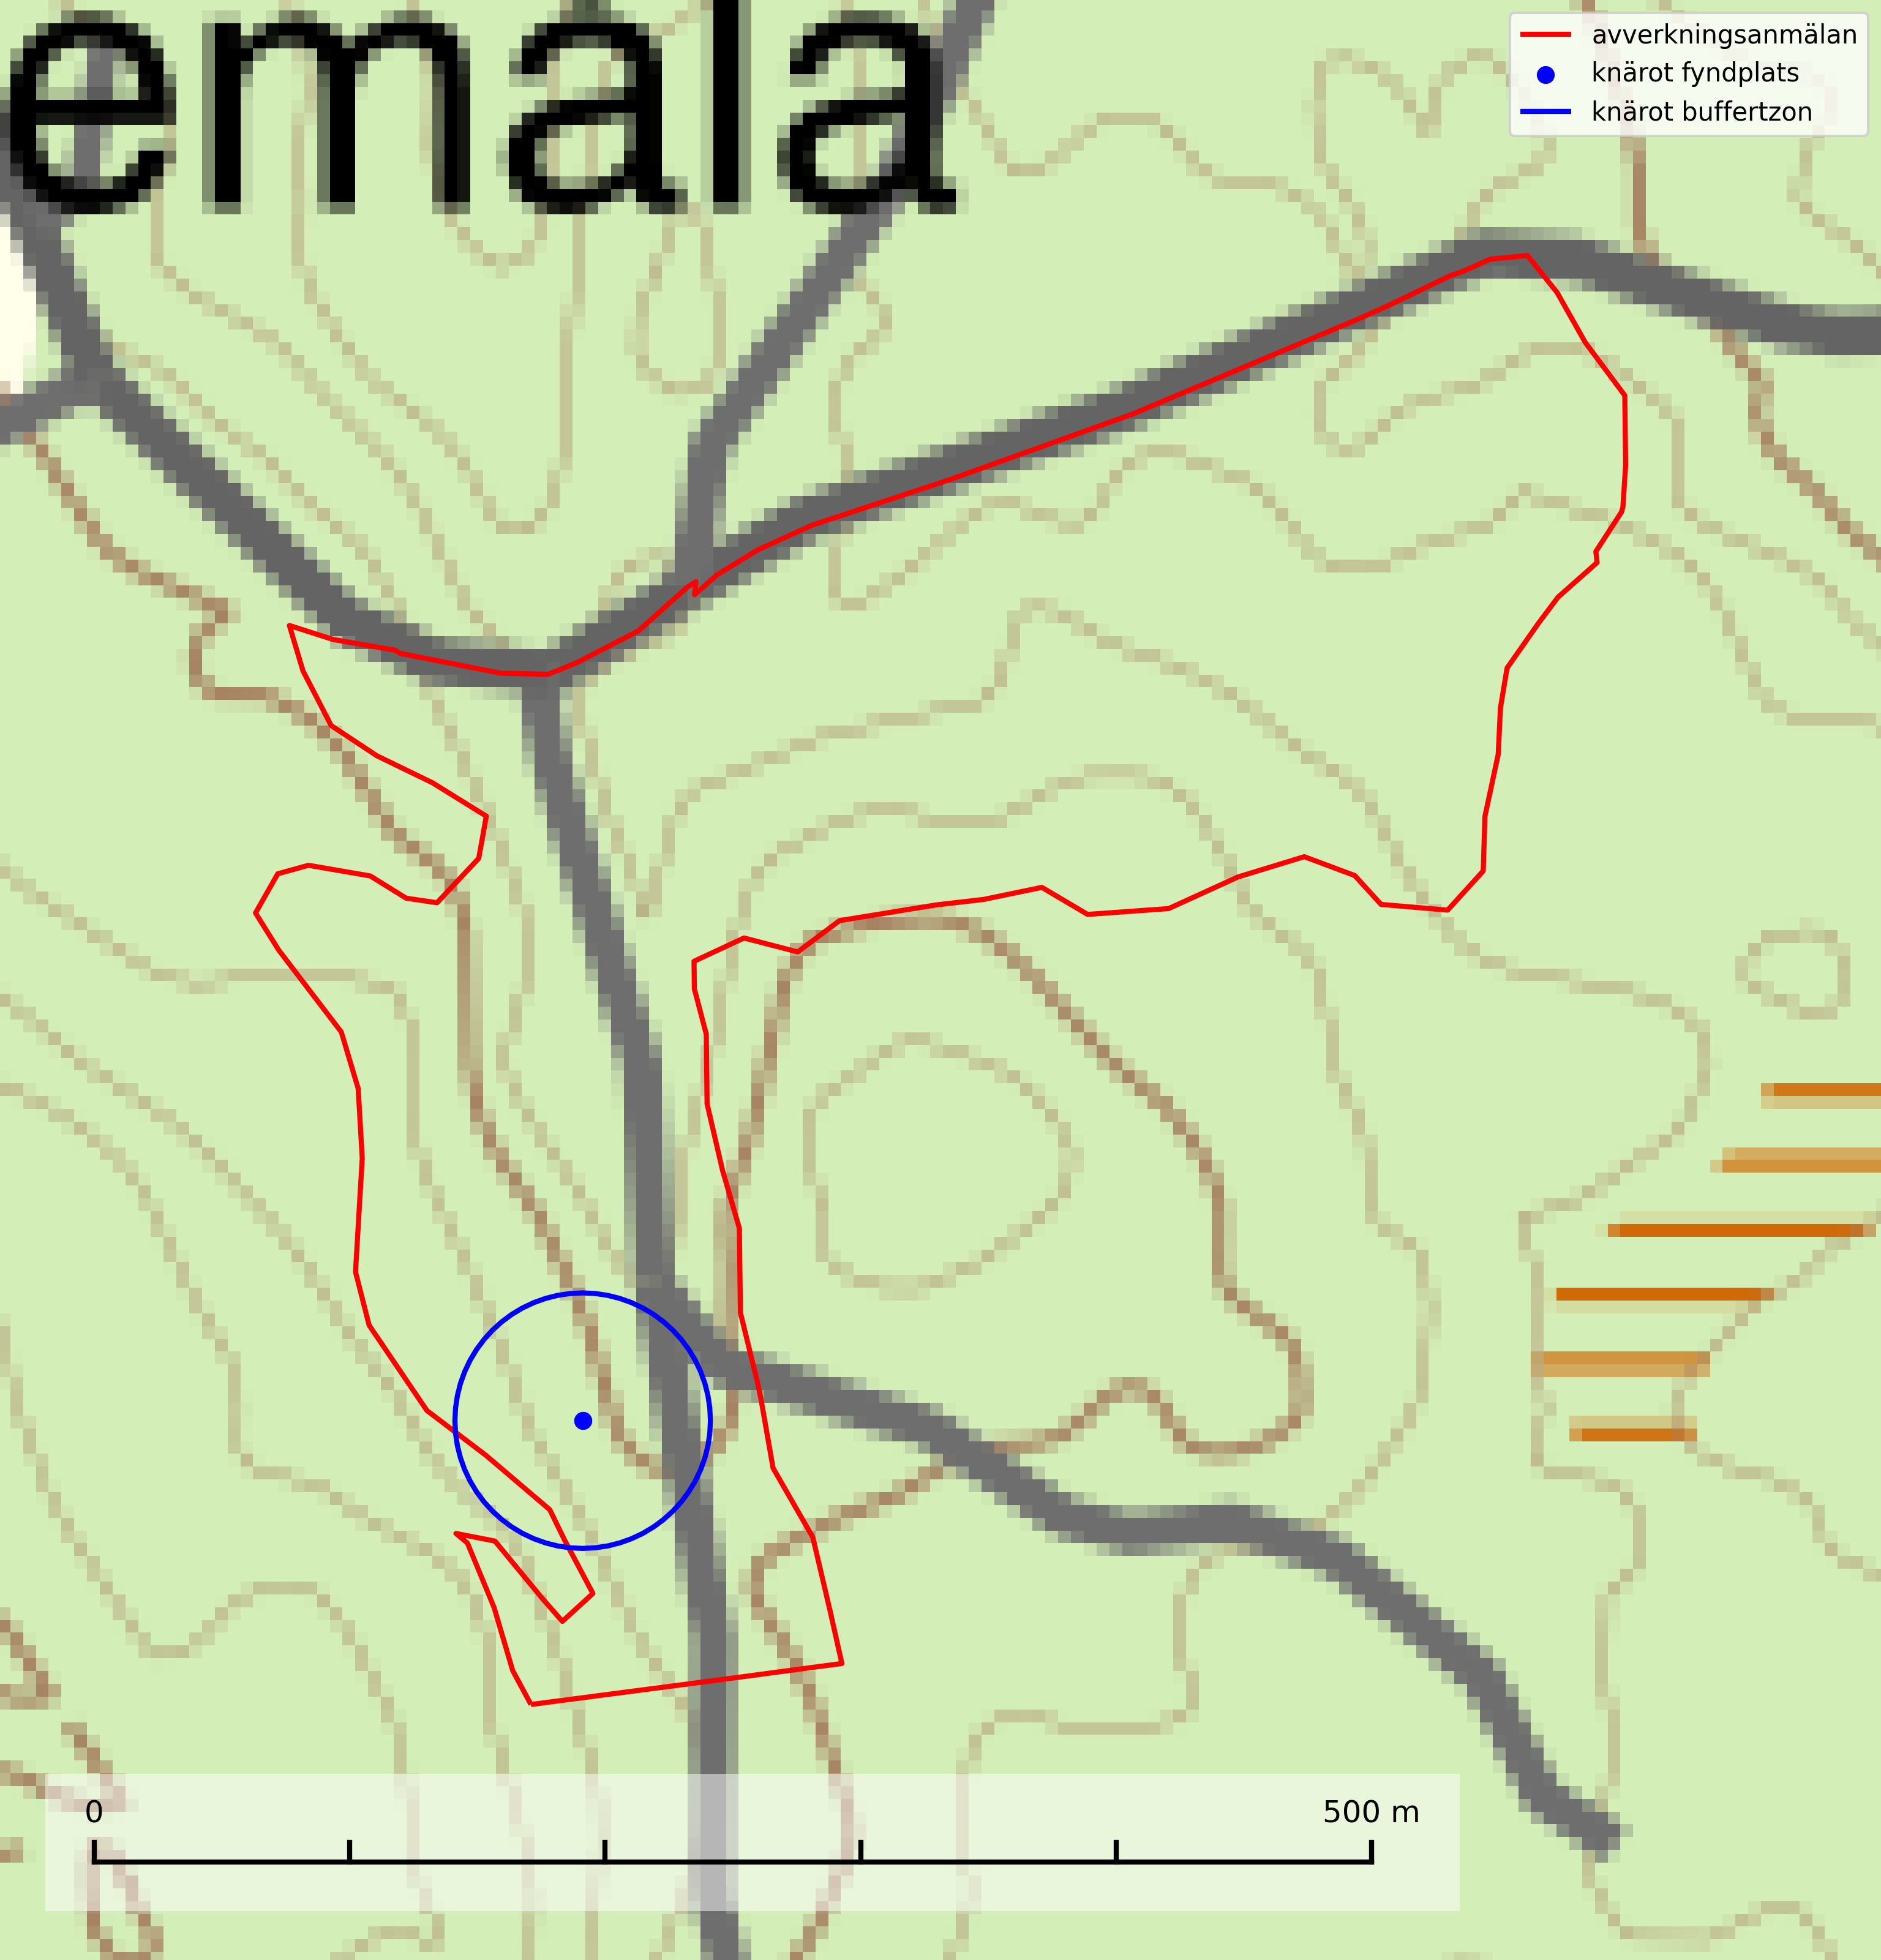 emala
avverkningsanmälan
knärot fyndplats
knärot buffertzon
0 500 m